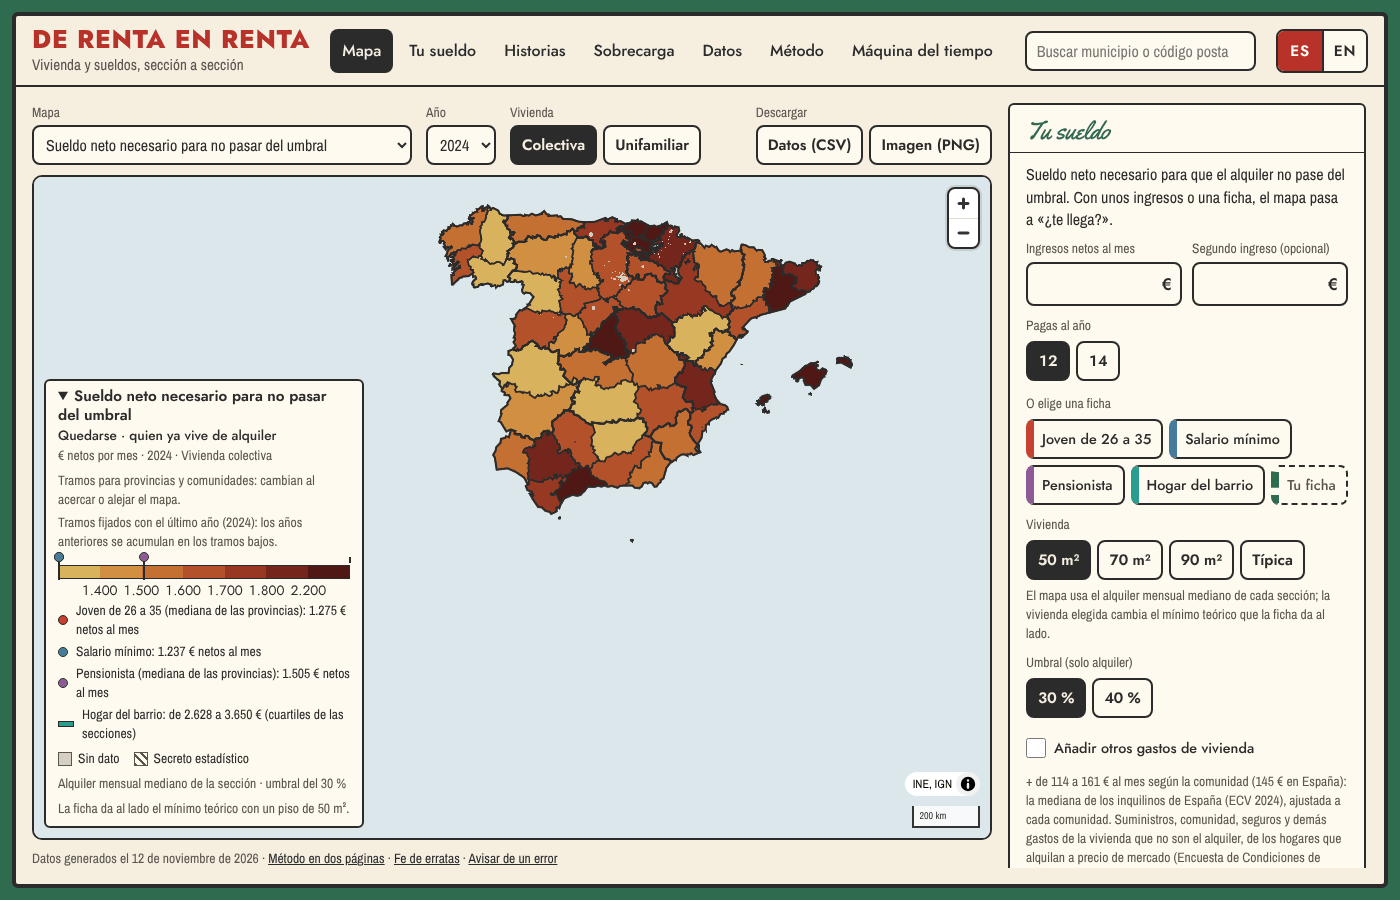 DE RENTA EN RENTA
Vivienda y sueldos, sección a sección
Mapa
Tu sueldo
Historias
Sobrecarga
Datos
Método
Máquina del tiempo
Buscar municipio o código posta
ES
EN
Mapa
Sueldo neto necesario para no pasar del umbral
Año
2024
Vivienda
Colectiva
Unifamiliar
Descargar
Datos (CSV)
Imagen (PNG)
+
−
▼ Sueldo neto necesario para no pasar
del umbral
Quedarse · quien ya vive de alquiler
€ netos por mes · 2024 · Vivienda colectiva
Tramos para provincias y comunidades: cambian al
acercar o alejar el mapa.
Tramos fijados con el último año (2024): los años
anteriores se acumulan en los tramos bajos.
1.400 1.500 1.600 1.700 1.800 2.200
Joven de 26 a 35 (mediana de las provincias): 1.275 €
netos al mes
Salario mínimo: 1.237 € netos al mes
Pensionista (mediana de las provincias): 1.505 € netos
al mes
Hogar del barrio: de 2.628 a 3.650 € (cuartiles de las
secciones)
Sin dato
Secreto estadístico
Alquiler mensual mediano de la sección · umbral del 30 %
La ficha da al lado el mínimo teórico con un piso de 50 m².
INE, IGN
200 km
Datos generados el 12 de noviembre de 2026 · Método en dos páginas · Fe de erratas · Avisar de un error
Tu sueldo
Sueldo neto necesario para que el alquiler no pase del
umbral. Con unos ingresos o una ficha, el mapa pasa
a «¿te llega?».
Ingresos netos al mes
€
Segundo ingreso (opcional)
€
Pagas al año
12
14
O elige una ficha
Joven de 26 a 35
Salario mínimo
Pensionista
Hogar del barrio
Tu ficha
Vivienda
50 m²
70 m²
90 m²
Típica
El mapa usa el alquiler mensual mediano de cada sección; la
vivienda elegida cambia el mínimo teórico que la ficha da al
lado.
Umbral (solo alquiler)
30 %
40 %
Añadir otros gastos de vivienda
+ de 114 a 161 € al mes según la comunidad (145 € en España):
la mediana de los inquilinos de España (ECV 2024), ajustada a
cada comunidad. Suministros, comunidad, seguros y demás
gastos de la vivienda que no son el alquiler, de los hogares que
alquilan a precio de mercado (Encuesta de Condiciones de